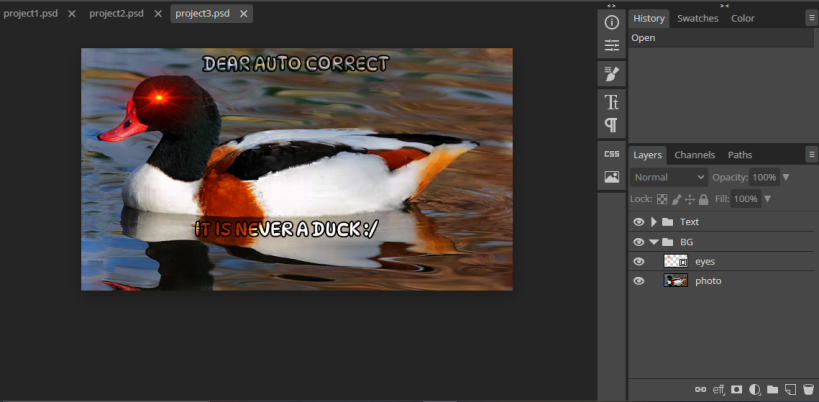 project1.psd
project2.psd
project3.psd
History
Swatches
Color
Open
DEAR AUTO CORRECT
IT IS NEVER A DUCK :/
CSS
Layers
Channels
Paths
Normal
Opacity: 100%
Lock:
Fill: 100%
Text
BG
eyes
photo
eff